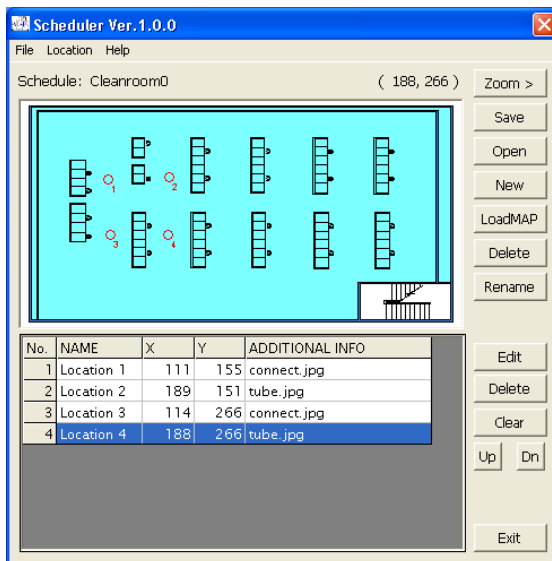 Scheduler Ver.1.0.0
File Location Help
Schedule: Cleanroom0 ( 188, 266 )
Zoom >
Save
Open
New
LoadMAP
Delete
Rename
1
2
3
4
No. NAME X Y ADDITIONAL INFO
1 Location 1 111 155 connect.jpg
2 Location 2 189 151 tube.jpg
3 Location 3 114 266 connect.jpg
4 Location 4 188 266 tube.jpg
Edit
Delete
Clear
Up Dn
Exit